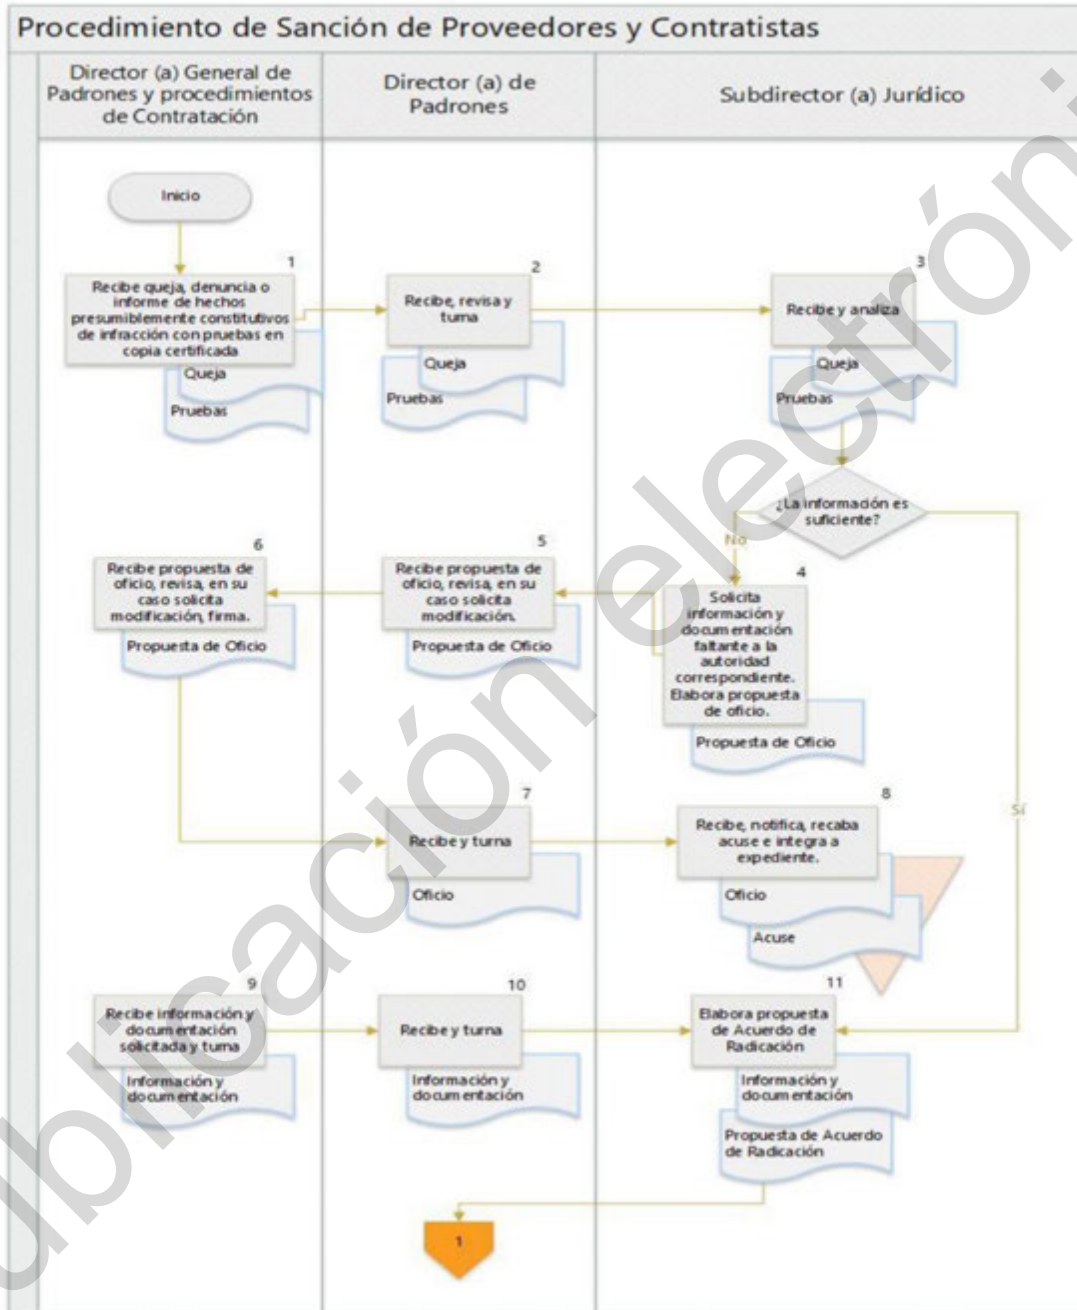 Procedimiento de Sanción de Proveedores y Contratistas
Director (a) General de
Padrones y procedimientos
de Contratación
Director (a) de
Padrones
Subdirector (a) Jurídico
Inicio
1
Recibe queja, denuncia o
informe de hechos
presumiblemente constitutivos
de infracción con pruebas en
copia certificada
Queja
Pruebas
2
Recibe, revisa y
turna
Queja
Pruebas
3
Recibe y analiza
Queja
Pruebas
¿La información es
suficiente?
No
Sí
4
Solicita
información y
documentación
faltante a la
autoridad
correspondiente.
Elabora propuesta
de oficio.
Propuesta de Oficio
5
Recibe propuesta de
oficio, revisa, en su
caso solicita
modificación.
Propuesta de Oficio
6
Recibe propuesta de
oficio, revisa, en su
caso solicita
modificación, firma.
Propuesta de Oficio
7
Recibe y turna
Oficio
8
Recibe, notifica, recaba
acuse e integra a
expediente.
Oficio
Acuse
9
Recibe información y
documentación
solicitada y turna
Información y
documentación
10
Recibe y turna
Información y
documentación
11
Elabora propuesta
de Acuerdo de
Radicación
Información y
documentación
Propuesta de Acuerdo
de Radicación
1
ublicación electróni